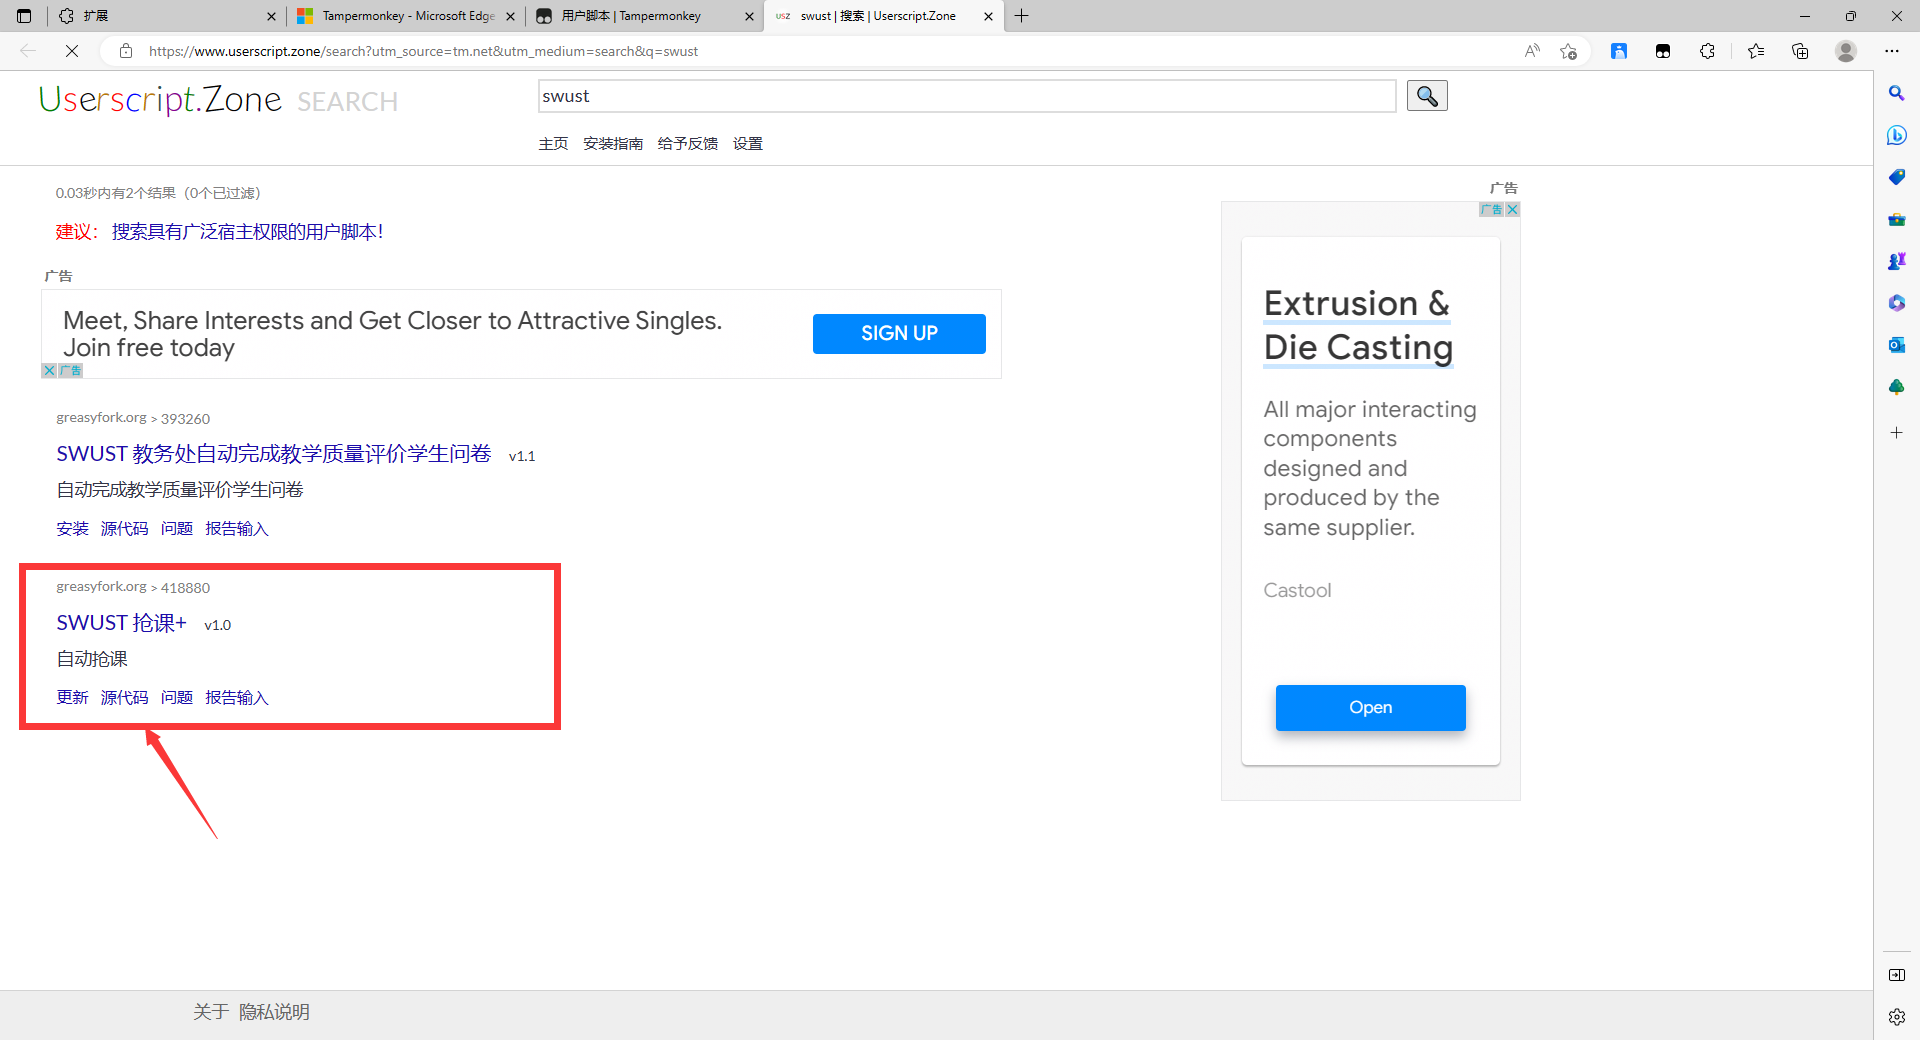 扩展
Tampermonkey - Microsoft Edge
用户脚本 | Tampermonkey
USZ
swust | 搜索 | Userscript.Zone
https://www.userscript.zone/search?utm_source=tm.net&utm_medium=search&q=swust
Userscript.Zone SEARCH
swust
主页 安装指南 给予反馈 设置
0.03秒内有2个结果（0个已过滤）
建议： 搜索具有广泛宿主权限的用户脚本！
广告
Meet, Share Interests and Get Closer to Attractive Singles.
Join free today
SIGN UP
广告
greasyfork.org > 393260
SWUST 教务处自动完成教学质量评价学生问卷 v1.1
自动完成教学质量评价学生问卷
安装 源代码 问题 报告输入
greasyfork.org > 418880
SWUST 抢课+ v1.0
自动抢课
更新 源代码 问题 报告输入
广告
广告
Extrusion &
Die Casting
All major interacting
components
designed and
produced by the
same supplier.
Castool
Open
关于 隐私说明